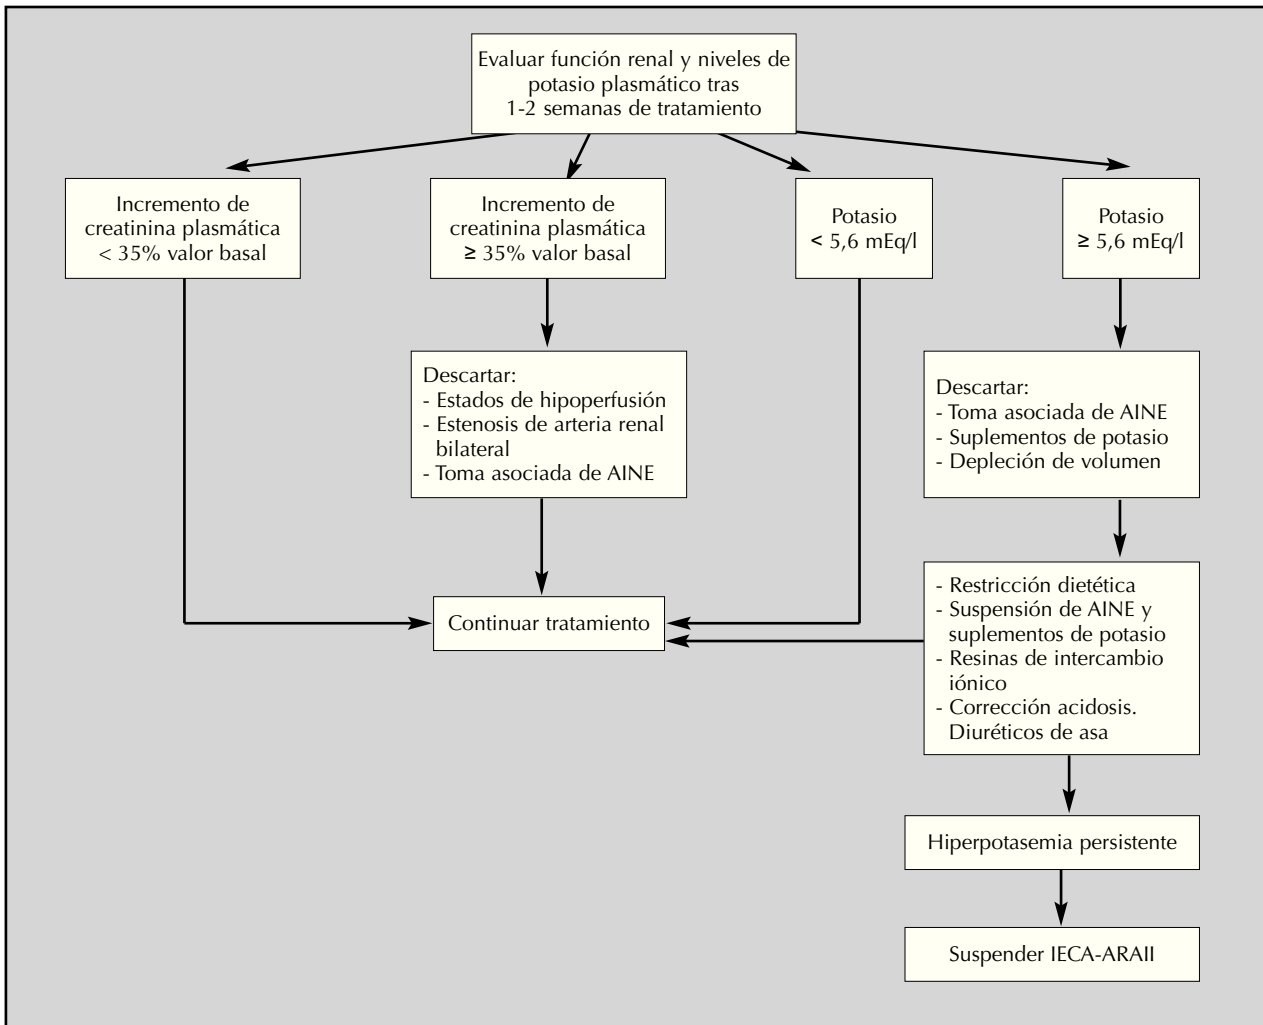 Evaluar función renal y niveles de
potasio plasmático tras
1-2 semanas de tratamiento
Incremento de
creatinina plasmática
< 35% valor basal
Incremento de
creatinina plasmática
≥ 35% valor basal
Potasio
< 5,6 mEq/l
Potasio
≥ 5,6 mEq/l
Descartar:
- Estados de hipoperfusión
- Estenosis de arteria renal
bilateral
- Toma asociada de AINE
Descartar:
- Toma asociada de AINE
- Suplementos de potasio
- Depleción de volumen
Continuar tratamiento
- Restricción dietética
- Suspensión de AINE y
suplementos de potasio
- Resinas de intercambio
iónico
- Corrección acidosis.
Diuréticos de asa
Hiperpotasemia persistente
Suspender IECA-ARAII